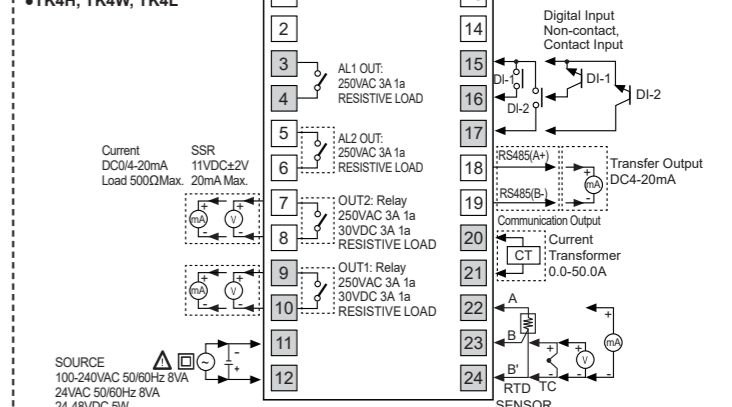 ●TK4H, TK4W, TK4L
2
3
4
5
6
7
8
9
10
11
12
14
15
16
17
18
19
20
21
22
23
24
AL1 OUT:
250VAC 3A 1a
RESISTIVE LOAD
AL2 OUT:
250VAC 3A 1a
RESISTIVE LOAD
Current
DC0/4-20mA
Load 500ΩMax.
SSR
11VDC±2V
20mA Max.
mA
V
+
-
+
-
OUT2: Relay
250VAC 3A 1a
30VDC 3A 1a
RESISTIVE LOAD
mA
V
+
-
+
-
OUT1: Relay
250VAC 3A 1a
30VDC 3A 1a
RESISTIVE LOAD
SOURCE
100-240VAC 50/60Hz 8VA
24VAC 50/60Hz 8VA
24-48VDC 5W
-
+
Digital Input
Non-contact,
Contact Input
DI-1
DI-2
DI-1
DI-2
RS485(A+)
RS485(B-)
Communication Output
+
mA
-
Transfer Output
DC4-20mA
CT
Current
Transformer
0.0-50.0A
A
B
B'
RTD
TC
+
-
+
V
-
+
mA
-
SENSOR